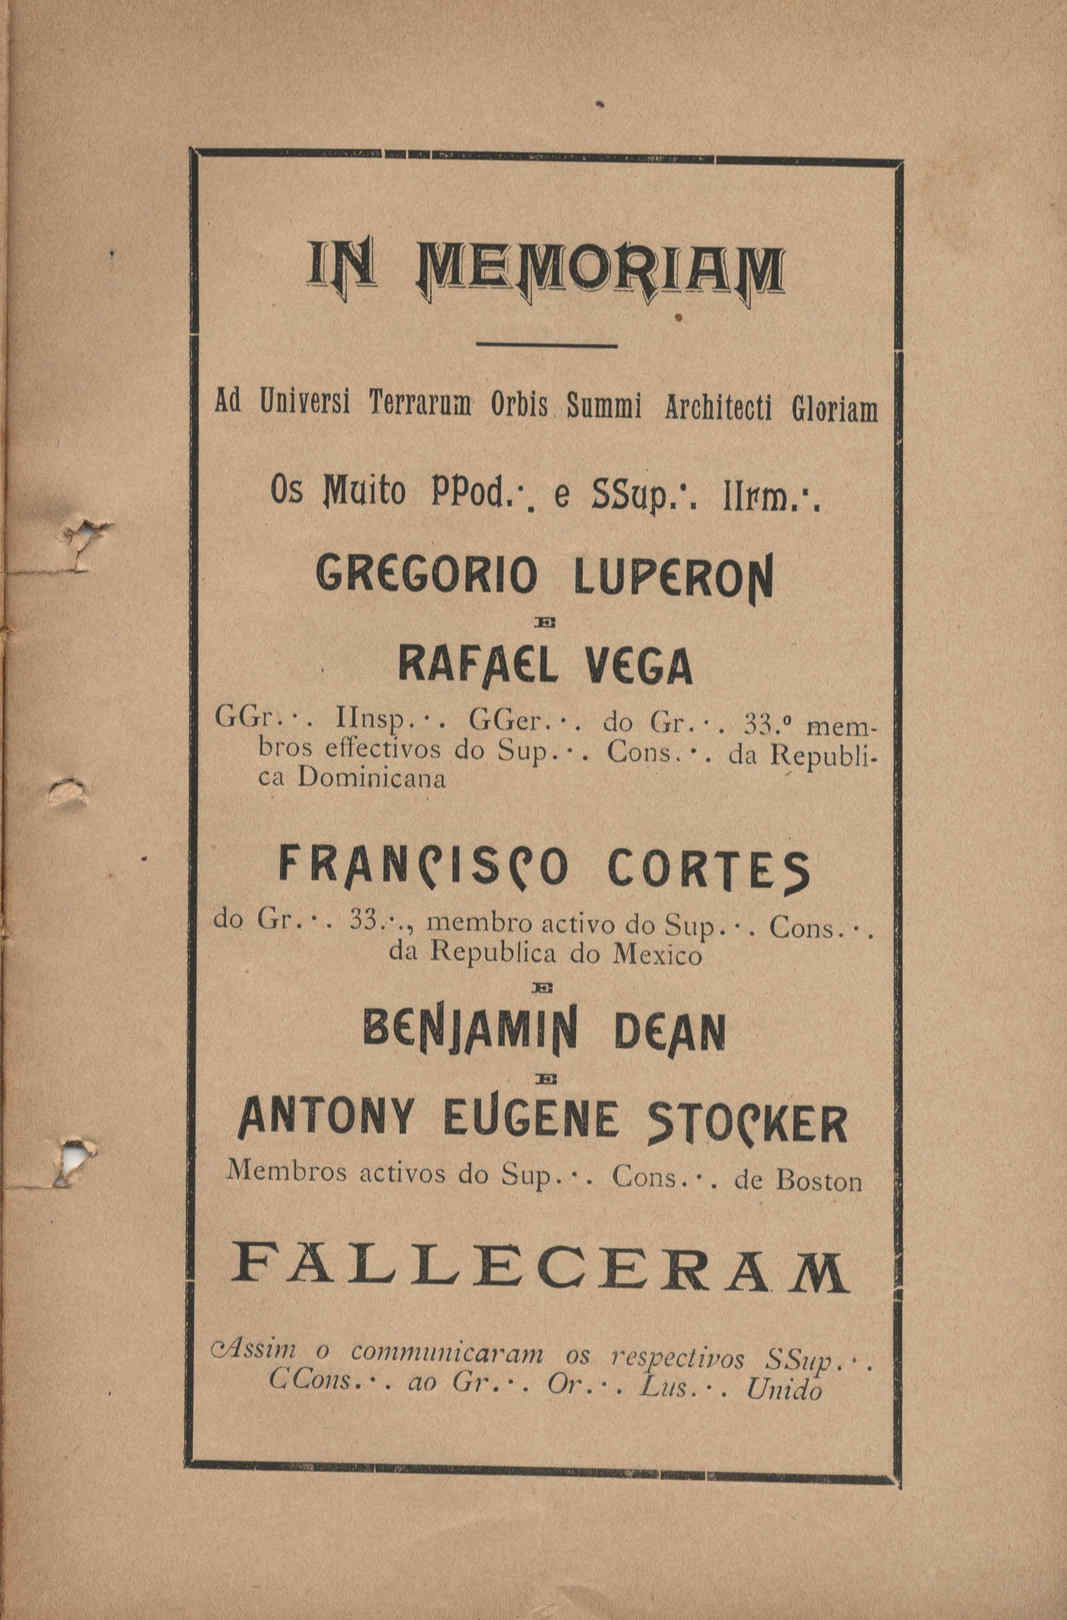 IN MEMORIAM
Ad Universi Terrarum Orbis Summi Architecti Gloriam
Os Muito PPod.·. e SSup.·. IIrm.·.
GREGORIO LUPERON
E
RAFAEL VEGA
GGr.·. IInsp.·. GGer.·. do Gr.·. 33.º mem-
bros effectivos do Sup.·. Cons.·. da Republi-
ca Dominicana
FRANCISCO CORTES
do Gr.·. 33.·., membro activo do Sup.·. Cons.·.
da Republica do Mexico
E
BENJAMIN DEAN
E
ANTONY EUGENE STOCKER
Membros activos do Sup.·. Cons.·. de Boston
FALLECERAM
Assim o communicaram os respectivos SSup.·.
CCons.·. ao Gr.·. Or.·. Lus.·. Unido